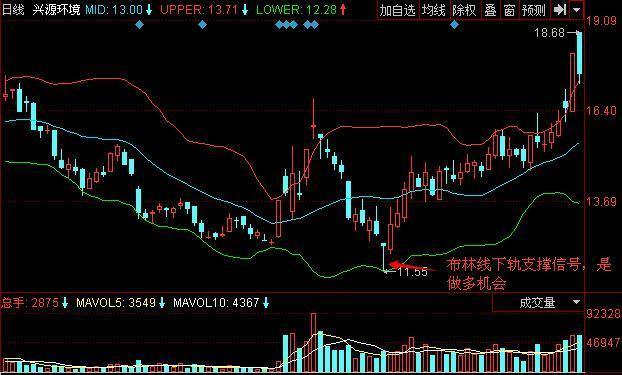 日线 兴源环境 MID: 13.00↓ UPPER: 13.71↓ LOWER: 12.28↑ 加自选 均线 除权 叠 窗 预测
19.09
18.68
16.40
13.69
布林线下轨支撑信号，是
做多机会
11.55
总手: 2875↓ MAVOL5: 3549↓ MAVOL10: 4367↓ 成交量
92328
46947